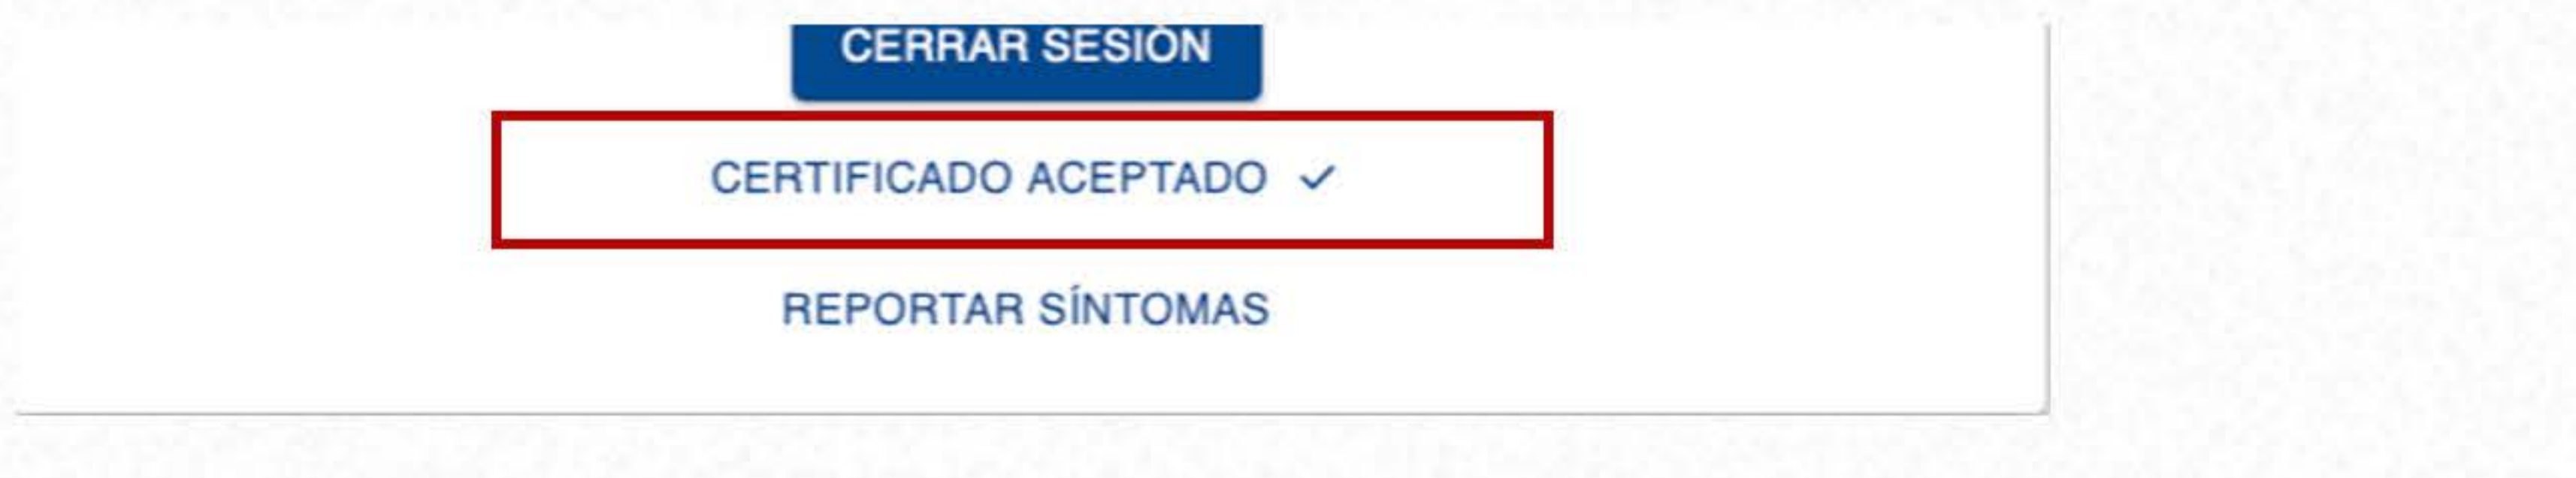 CERRAR SESIÓN
CERTIFICADO ACEPTADO ✓
REPORTAR SÍNTOMAS